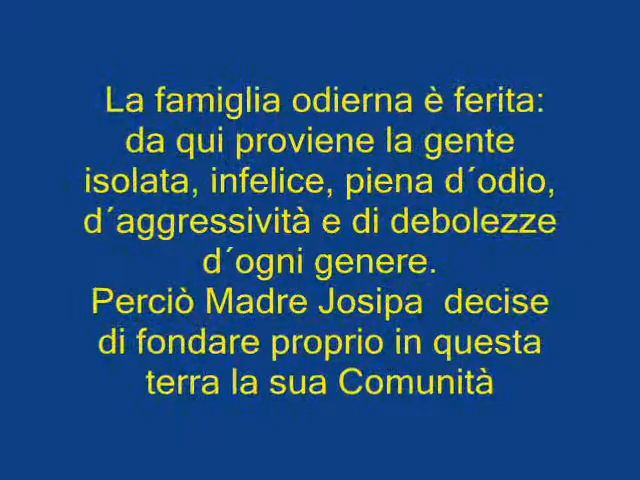 La famiglia odierna è ferita:
da qui proviene la gente
isolata, infelice, piena d´odio,
d´aggressività e di debolezze
d´ogni genere.
Perciò Madre Josipa  decise
di fondare proprio in questa
terra la sua Comunità